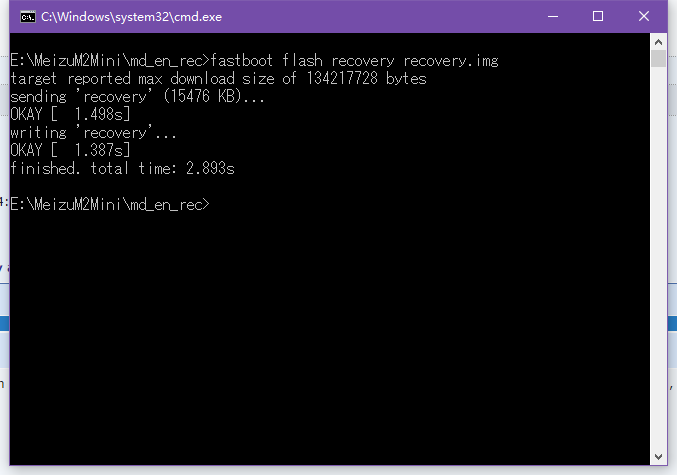 C:\Windows\system32\cmd.exe
E:\MeizuM2Mini\md_en_rec>fastboot flash recovery recovery.img
target reported max download size of 134217728 bytes
sending 'recovery' (15476 KB)...
OKAY [  1.498s]
writing 'recovery'...
OKAY [  1.387s]
finished. total time: 2.893s
E:\MeizuM2Mini\md_en_rec>